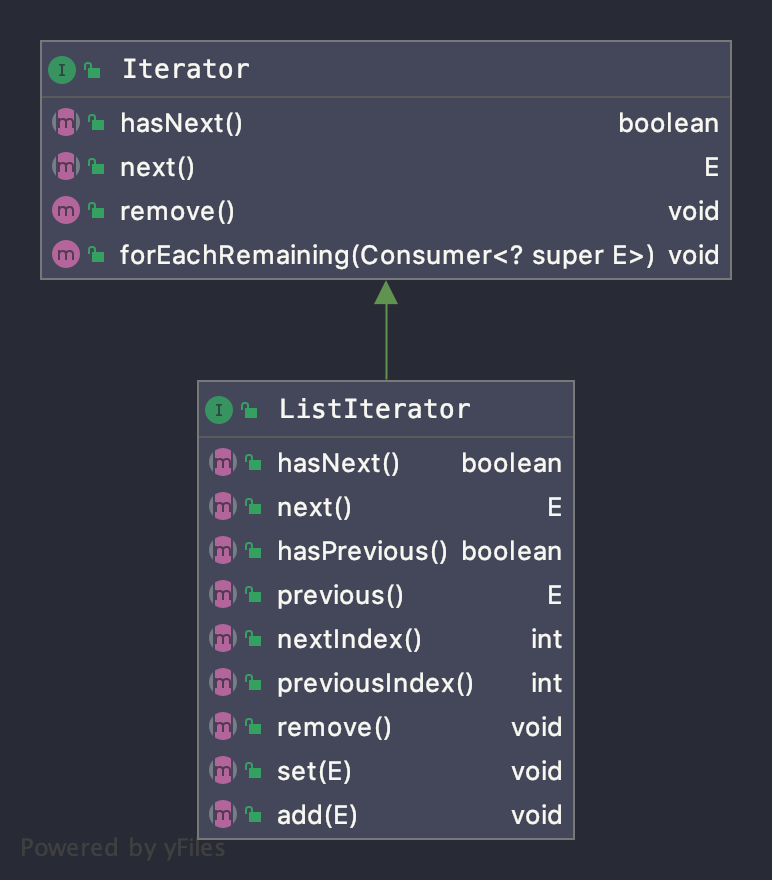 I Iterator
m hasNext() boolean
m next() E
m remove() void
m forEachRemaining(Consumer<? super E>) void
I ListIterator
m hasNext() boolean
m next() E
m hasPrevious() boolean
m previous() E
m nextIndex() int
m previousIndex() int
m remove() void
m set(E) void
m add(E) void
Powered by yFiles